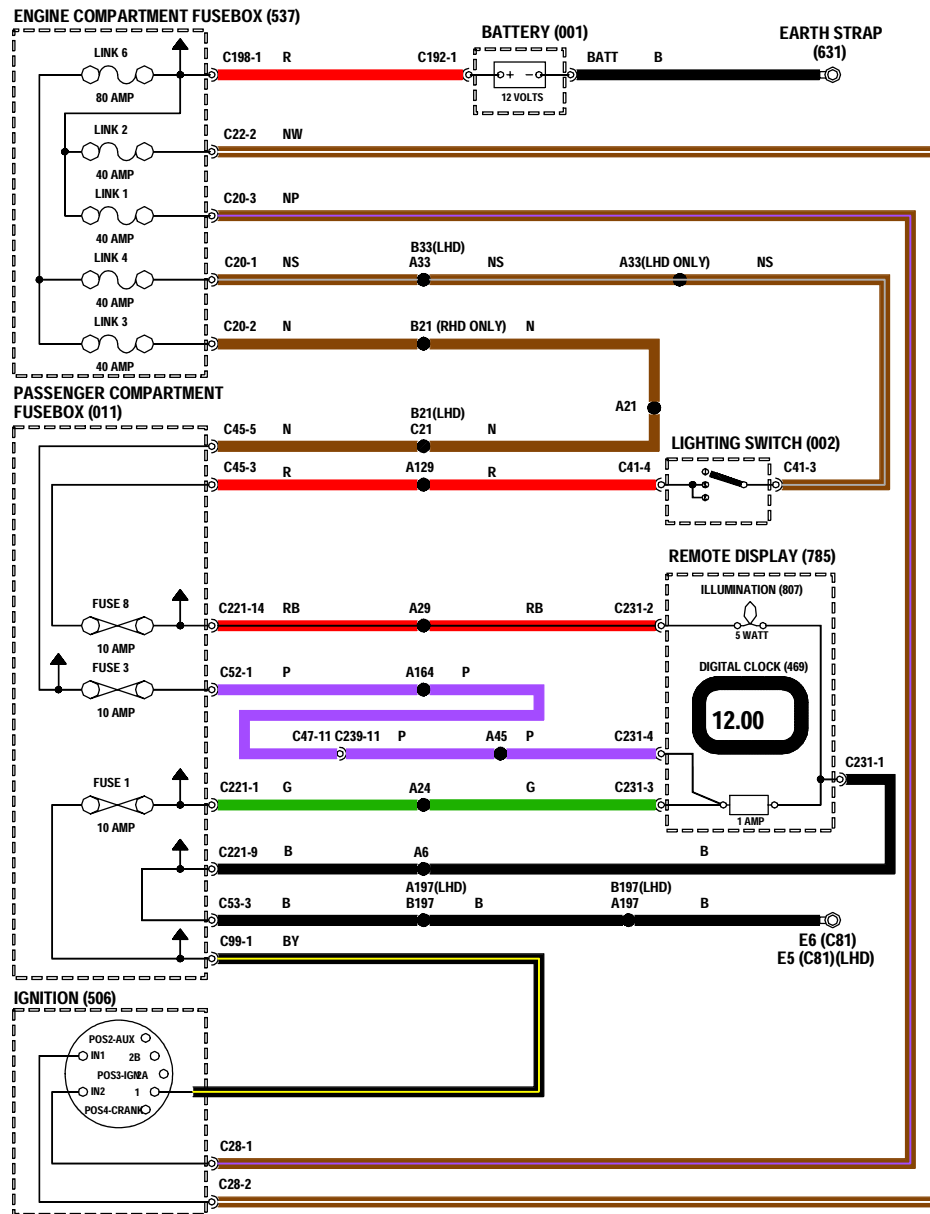 ENGINE COMPARTMENT FUSEBOX (537)
BATTERY (001)
EARTH STRAP
(631)
LINK 6
C198-1 R C192-1
BATT B
+ -
80 AMP
12 VOLTS
LINK 2
C22-2 NW
40 AMP
LINK 1
C20-3 NP
40 AMP
B33(LHD)
LINK 4
C20-1 NS A33 NS A33(LHD ONLY) NS
40 AMP
LINK 3
C20-2 N B21 (RHD ONLY) N
40 AMP
PASSENGER COMPARTMENT
FUSEBOX (011)
A21
B21(LHD)
C45-5 N C21 N
LIGHTING SWITCH (002)
C45-3 R A129 R C41-4 C41-3
REMOTE DISPLAY (785)
ILLUMINATION (807)
FUSE 8
C221-14 RB A29 RB C231-2
5 WATT
10 AMP
FUSE 3
C52-1 P A164 P
DIGITAL CLOCK (469)
10 AMP
12.00
C47-11 C239-11 P A45 P C231-4
C231-1
FUSE 1
C221-1 G A24 G C231-3
10 AMP
1 AMP
C221-9 B A6 B
A197(LHD) B197(LHD)
C53-3 B B197 B A197 B
C99-1 BY
E6 (C81)
E5 (C81)(LHD)
IGNITION (506)
POS2-AUX
IN1 2B
POS3-IGN 2A
IN2 1
POS4-CRANK
C28-1
C28-2